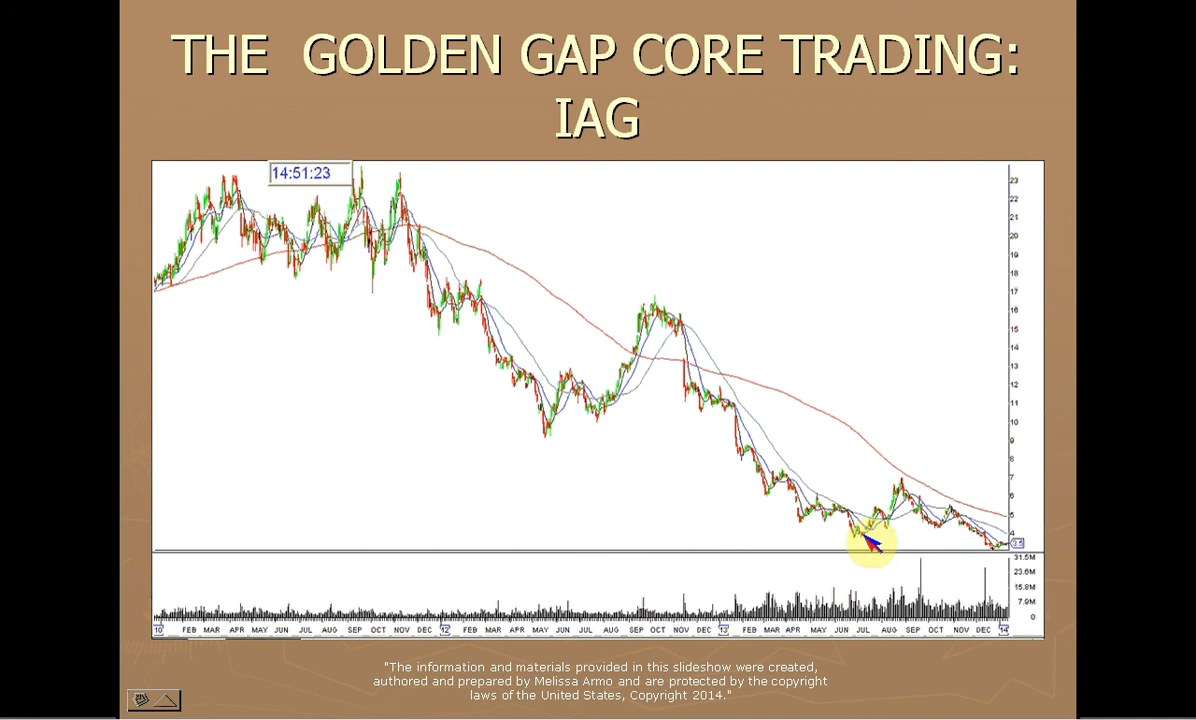 THE GOLDEN GAP CORE TRADING:
IAG
14:51:23
23
22
21
20
19
18
17
16
15
14
13
12
11
10
9
8
7
6
5
4
3.5
31.5M
23.6M
15.8M
7.9M
0
10 FEB MAR APR MAY JUN JUL AUG SEP OCT NOV DEC 12 FEB MAR APR MAY JUN JUL AUG SEP OCT NOV DEC 13 FEB MAR APR MAY JUN JUL AUG SEP OCT NOV DEC 14
"The information and materials provided in this slideshow were created,
authored and prepared by Melissa Armo and are protected by the copyright
laws of the United States, Copyright 2014."